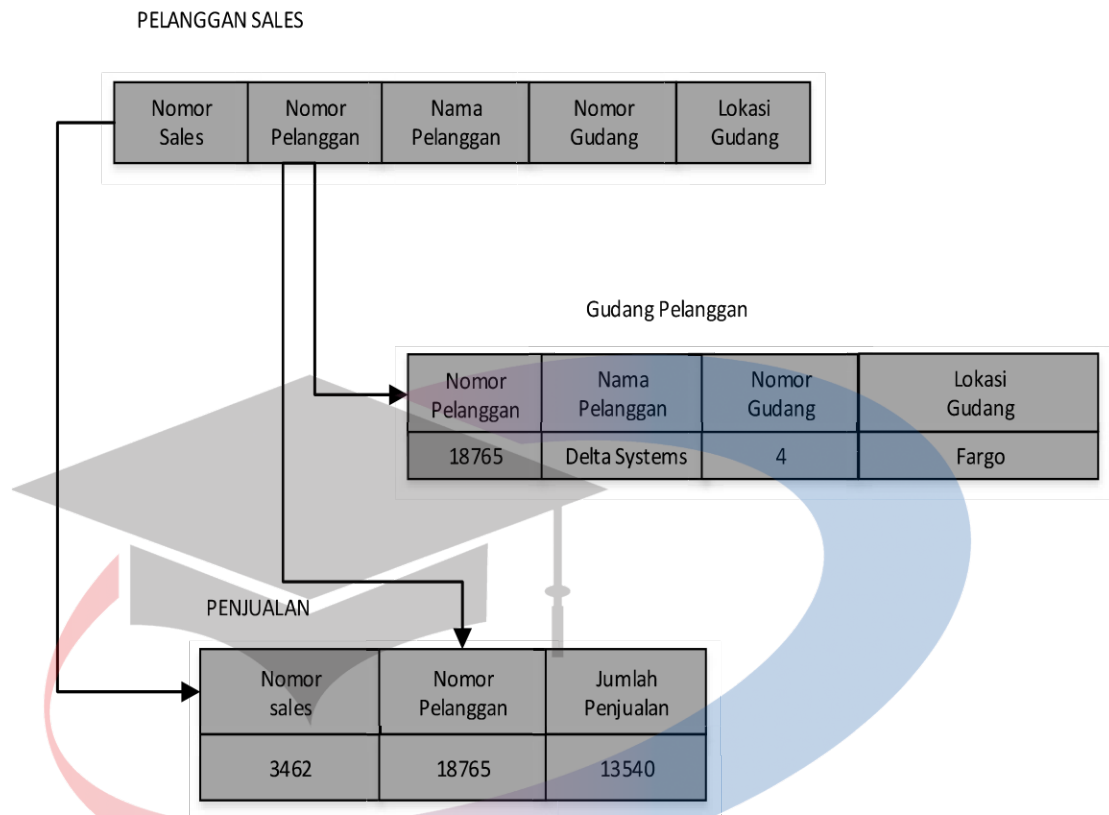 PELANGGAN SALES
Nomor Sales
Nomor Pelanggan
Nama Pelanggan
Nomor Gudang
Lokasi Gudang
Gudang Pelanggan
Nomor Pelanggan
Nama Pelanggan
Nomor Gudang
Lokasi Gudang
18765
Delta Systems
4
Fargo
PENJUALAN
Nomor sales
Nomor Pelanggan
Jumlah Penjualan
3462
18765
13540